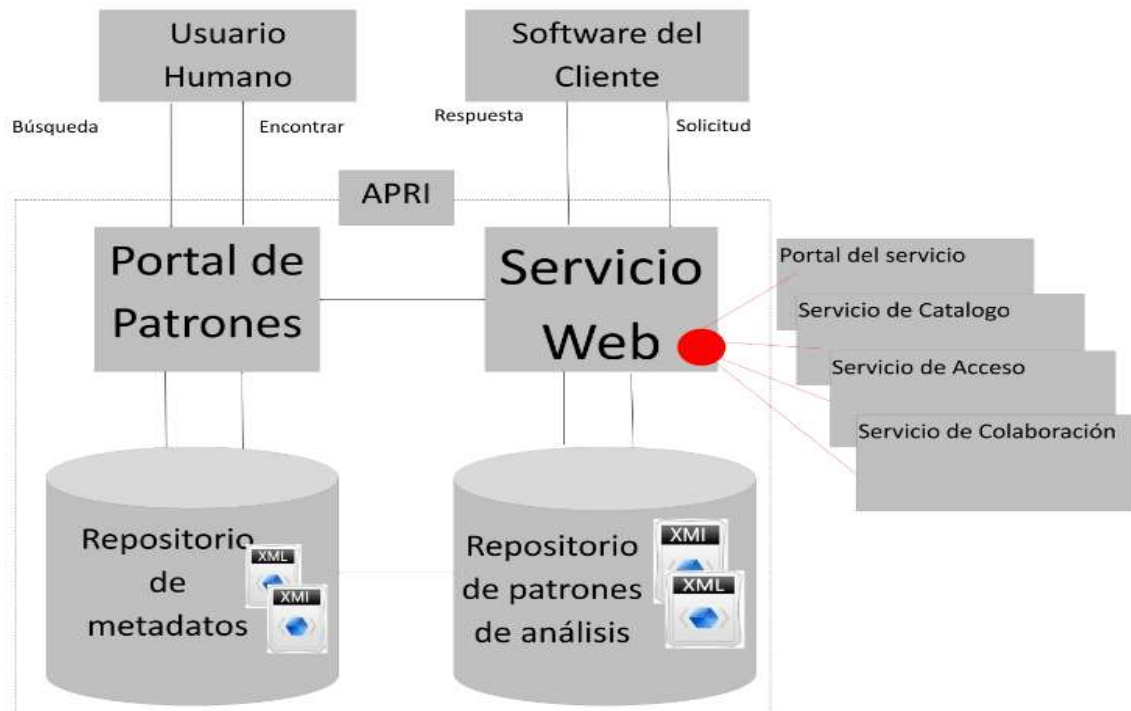 Usuario
Humano
Software del
Cliente
Búsqueda
Encontrar
Respuesta
Solicitud
APRI
Portal de
Patrones
Servicio
Web
Portal del servicio
Servicio de Catalogo
Servicio de Acceso
Servicio de Colaboración
Repositorio
de
metadatos
XML
XMI
Repositorio
de patrones
de análisis
XMI
XML